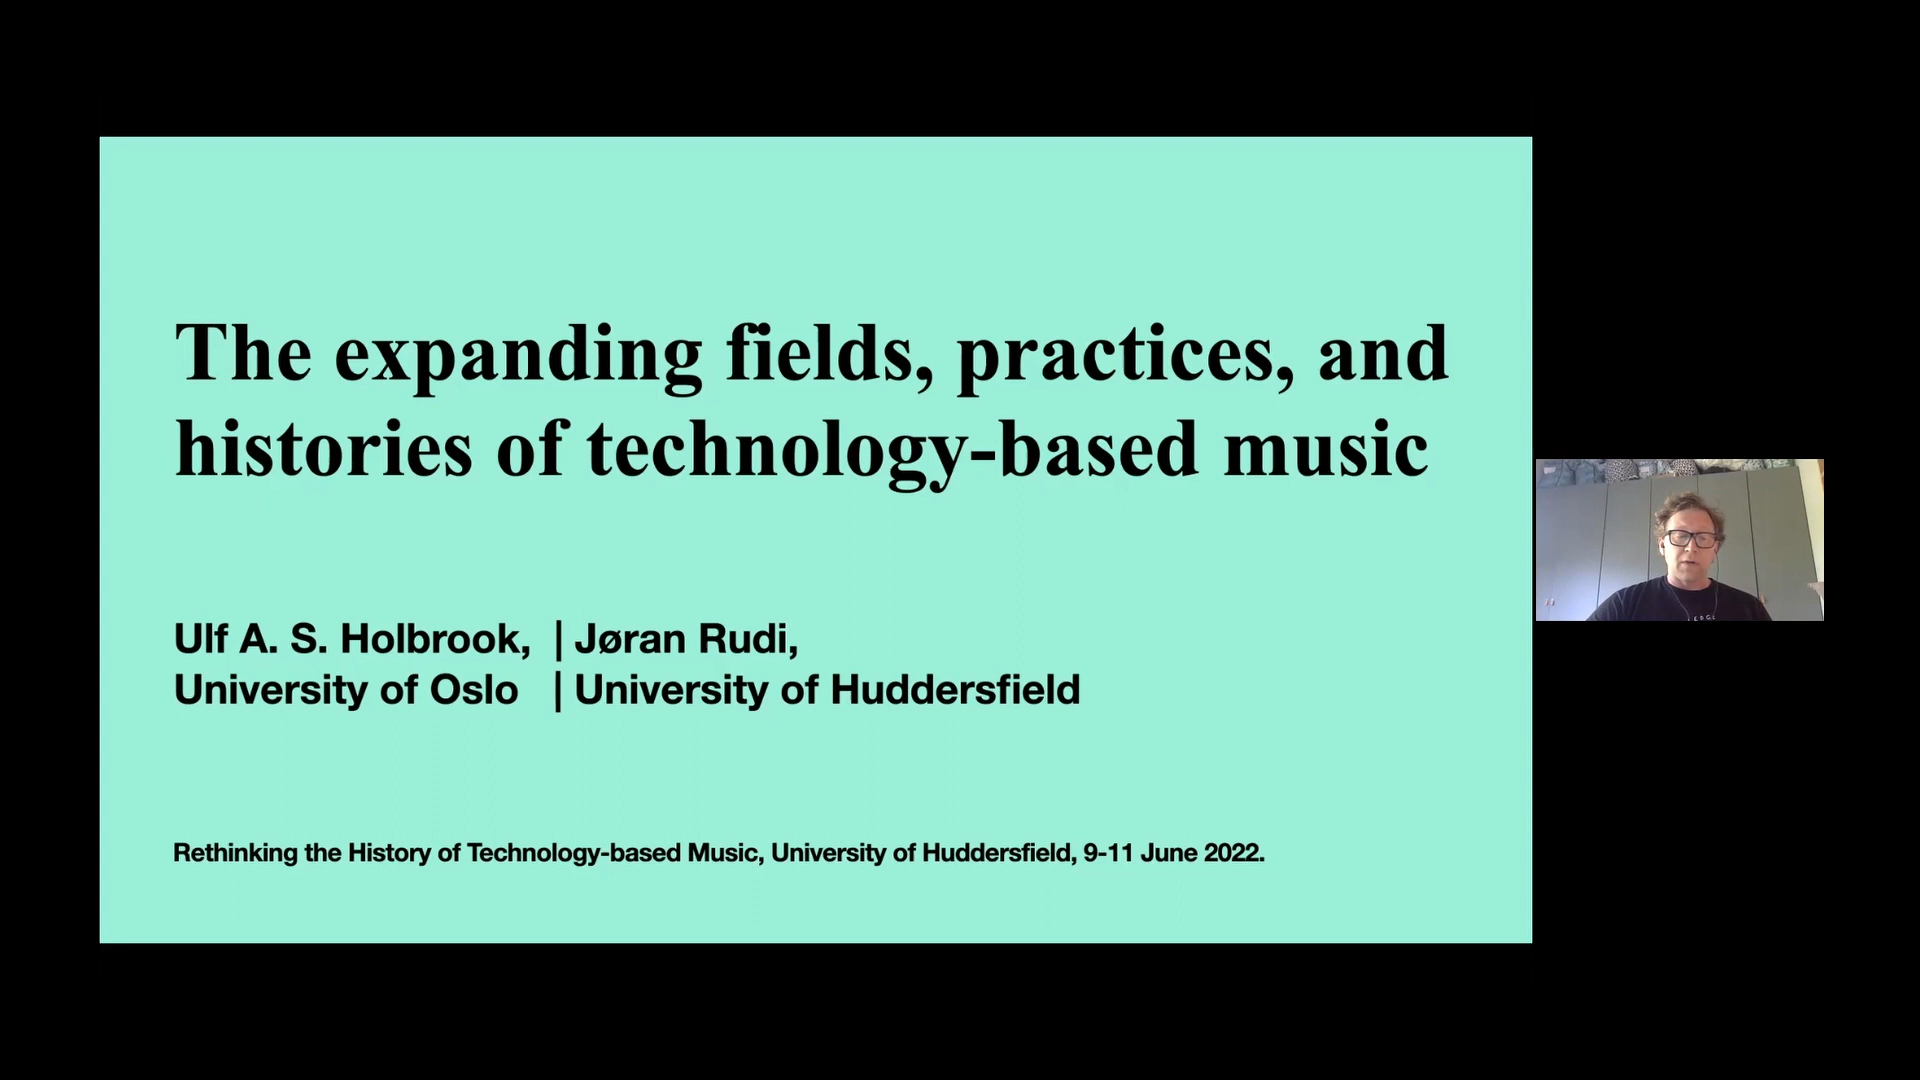 The expanding fields, practices, and
histories of technology-based music
Ulf A. S. Holbrook, | Jøran Rudi,
University of Oslo | University of Huddersfield
Rethinking the History of Technology-based Music, University of Huddersfield, 9-11 June 2022.